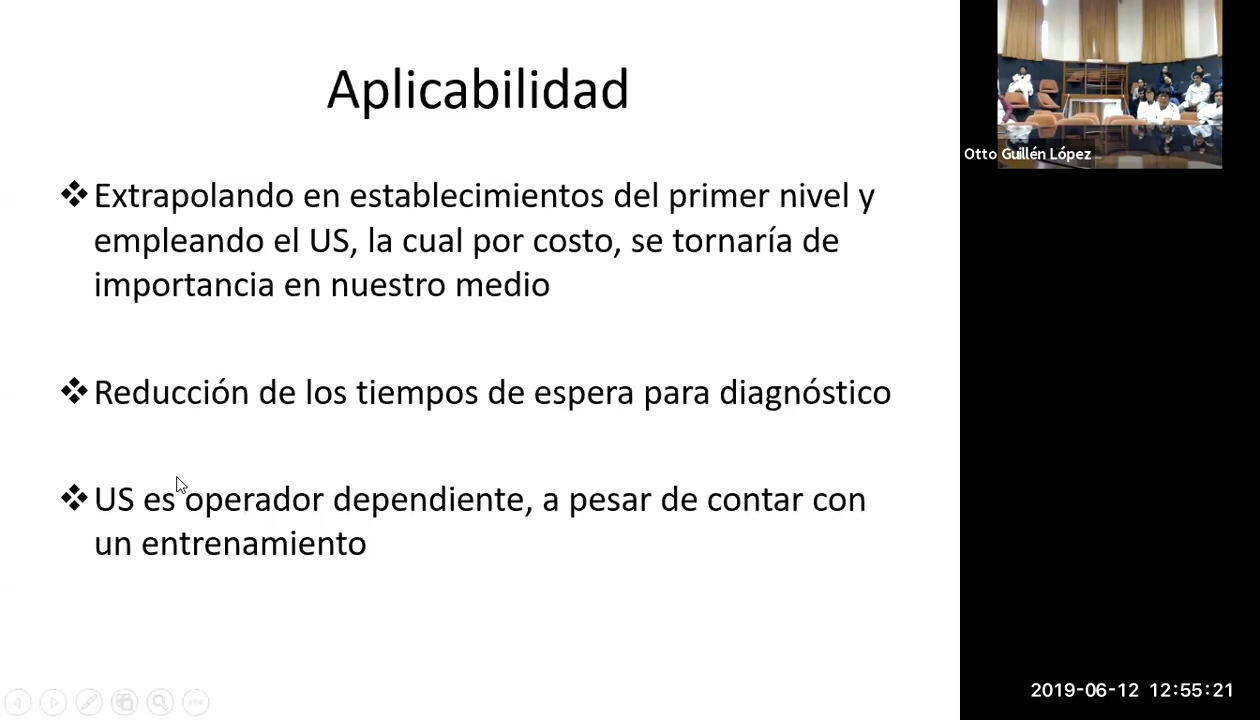 Aplicabilidad
Extrapolando en establecimientos del primer nivel y
empleando el US, la cual por costo, se tornaría de
importancia en nuestro medio
Reducción de los tiempos de espera para diagnóstico
US es operador dependiente, a pesar de contar con
un entrenamiento
Otto Guillén López
2019-06-12 12:55:21